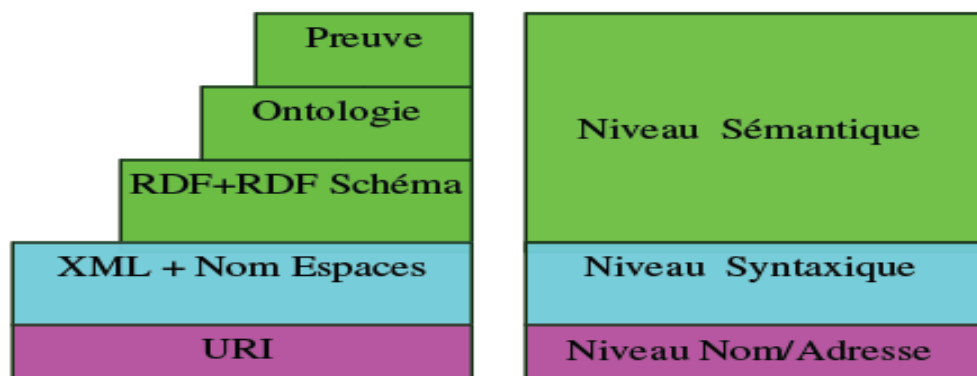 Preuve
Ontologie
RDF+RDF Schéma
XML + Nom Espaces
URI
Niveau Sémantique
Niveau Syntaxique
Niveau Nom/Adresse